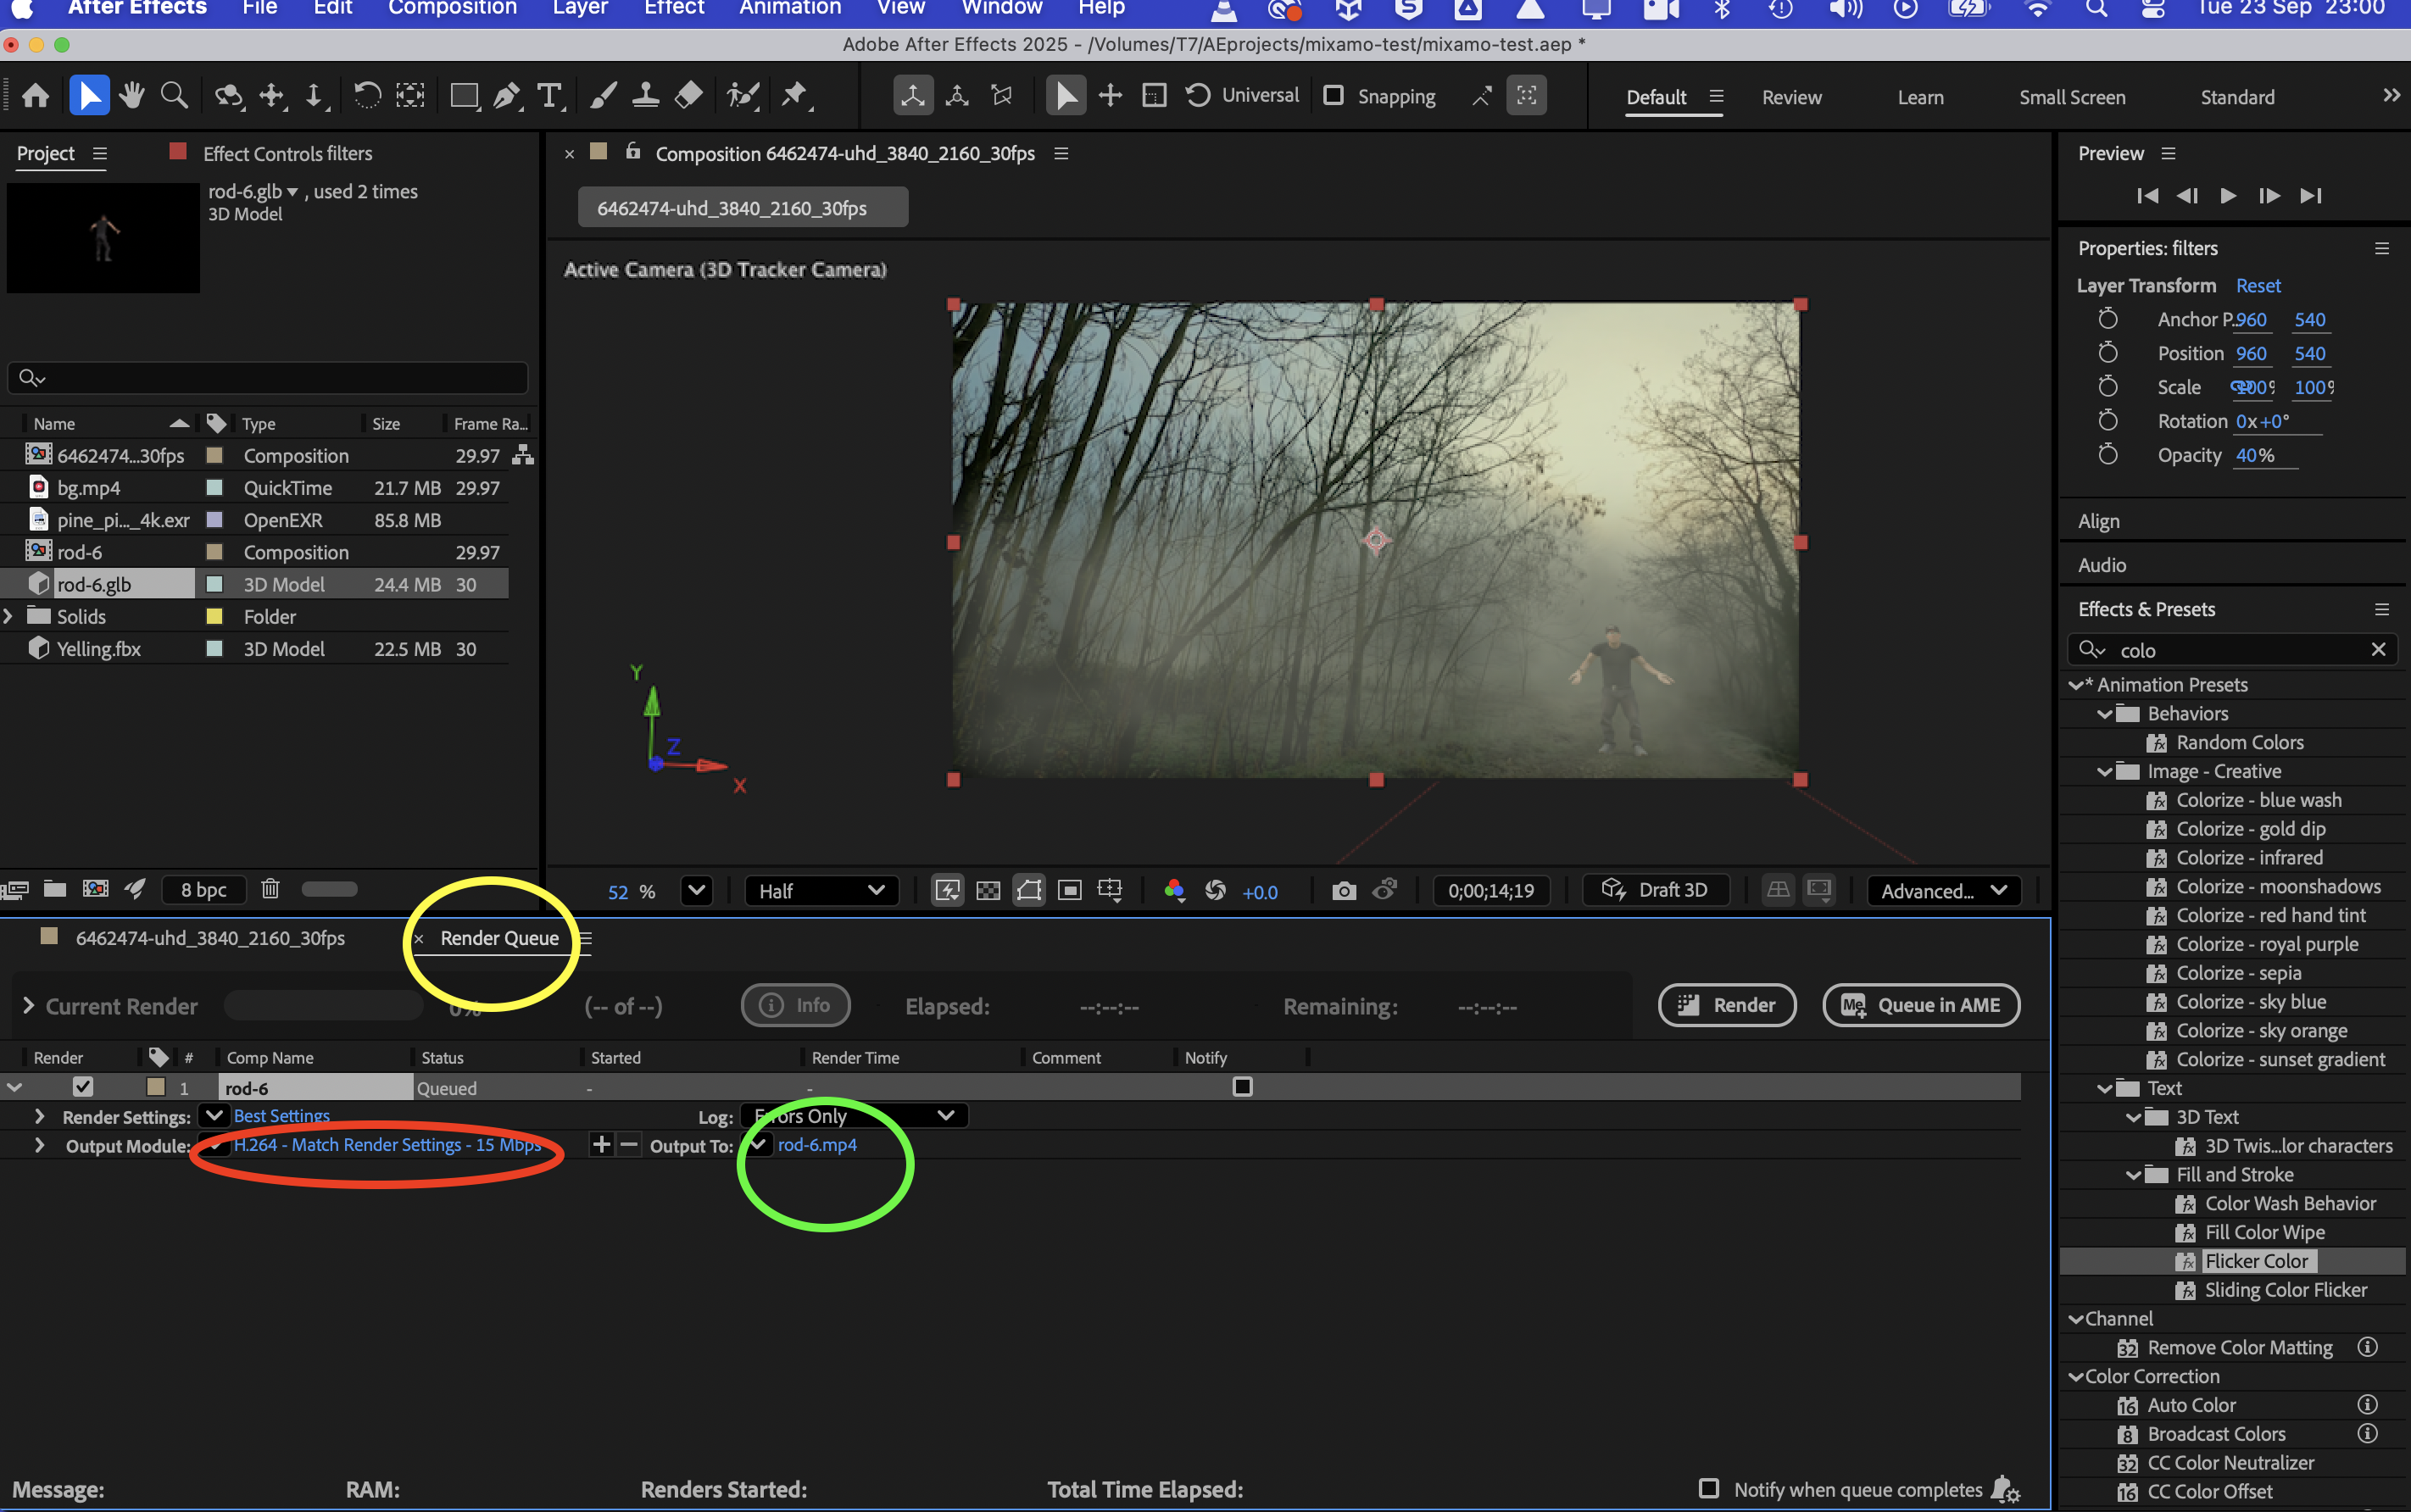 After Effects File Edit Composition Layer Effect Animation View Window Help Tue 23 Sep 23:00
Adobe After Effects 2025 - /Volumes/T7/AEprojects/mixamo-test/mixamo-test.aep *
Universal Snapping Default Review Learn Small Screen Standard
Project Effect Controls filters
rod-6.glb , used 2 times
3D Model
Name Type Size Frame Ra...
6462474...30fps Composition 29.97
bg.mp4 QuickTime 21.7 MB 29.97
pine_pi..._4k.exr OpenEXR 85.8 MB
rod-6 Composition 29.97
rod-6.glb 3D Model 24.4 MB 30
Solids Folder
Yelling.fbx 3D Model 22.5 MB 30
8 bpc
Composition 6462474-uhd_3840_2160_30fps
6462474-uhd_3840_2160_30fps
Active Camera (3D Tracker Camera)
Y
Z
X
52 % Half +0.0 0;00;14;19 Draft 3D Advanced...
Preview
Properties: filters
Layer Transform Reset
Anchor P.. 960 540
Position 960 540
Scale 100% 100%
Rotation 0x+0°
Opacity 40%
Align
Audio
Effects & Presets
colo
* Animation Presets
Behaviors
Random Colors
Image - Creative
Colorize - blue wash
Colorize - gold dip
Colorize - infrared
Colorize - moonshadows
Colorize - red hand tint
Colorize - royal purple
Colorize - sepia
Colorize - sky blue
Colorize - sky orange
Colorize - sunset gradient
Text
3D Text
3D Twis...lor characters
Fill and Stroke
Color Wash Behavior
Fill Color Wipe
Flicker Color
Sliding Color Flicker
Channel
32 Remove Color Matting
Color Correction
16 Auto Color
8 Broadcast Colors
32 CC Color Neutralizer
16 CC Color Offset
6462474-uhd_3840_2160_30fps Render Queue
Current Render 0% (-- of --) Info Elapsed: --:--:-- Remaining: --:--:-- Render Me Queue in AME
Render # Comp Name Status Started Render Time Comment Notify
1 rod-6 Queued - -
Render Settings: Best Settings Log: Errors Only
Output Module: H.264 - Match Render Settings - 15 Mbps + − Output To: rod-6.mp4
Message: RAM: Renders Started: Total Time Elapsed: Notify when queue completes